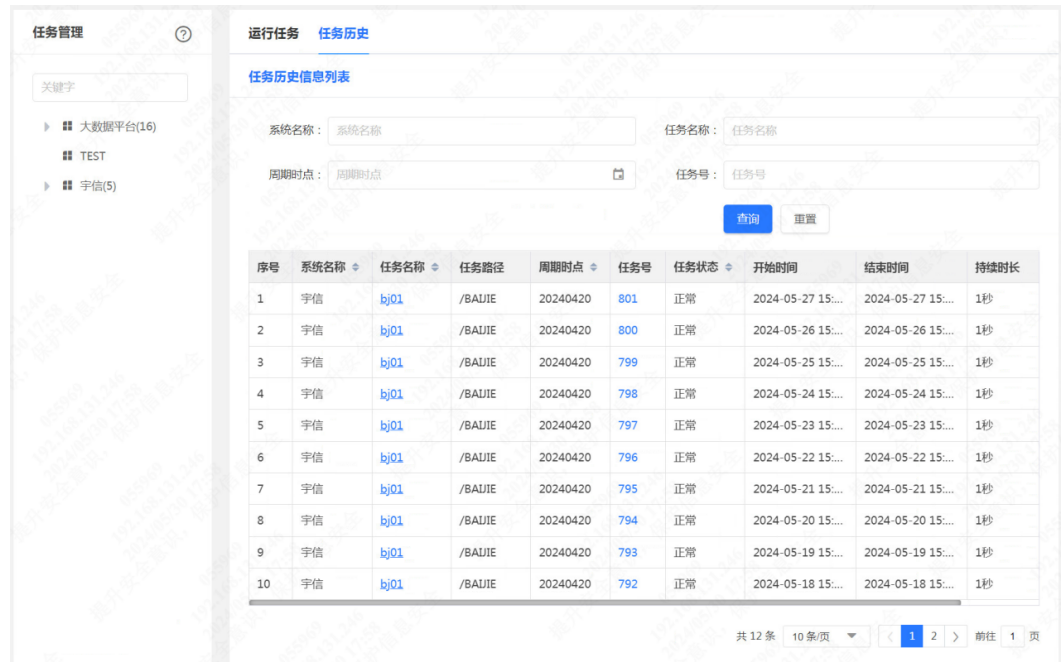 任务管理
关键字
大数据平台(16)
TEST
宇信(5)
运行任务 任务历史
任务历史信息列表
系统名称： 系统名称 任务名称： 任务名称
周期时点： 周期时点 任务号： 任务号
查询 重置
序号 系统名称 任务名称 任务路径 周期时点 任务号 任务状态 开始时间 结束时间 持续时长
1 宇信 bj01 /BAIJIE 20240420 801 正常 2024-05-27 15:... 2024-05-27 15:... 1秒
2 宇信 bj01 /BAIJIE 20240420 800 正常 2024-05-26 15:... 2024-05-26 15:... 1秒
3 宇信 bj01 /BAIJIE 20240420 799 正常 2024-05-25 15:... 2024-05-25 15:... 1秒
4 宇信 bj01 /BAIJIE 20240420 798 正常 2024-05-24 15:... 2024-05-24 15:... 1秒
5 宇信 bj01 /BAIJIE 20240420 797 正常 2024-05-23 15:... 2024-05-23 15:... 1秒
6 宇信 bj01 /BAIJIE 20240420 796 正常 2024-05-22 15:... 2024-05-22 15:... 1秒
7 宇信 bj01 /BAIJIE 20240420 795 正常 2024-05-21 15:... 2024-05-21 15:... 1秒
8 宇信 bj01 /BAIJIE 20240420 794 正常 2024-05-20 15:... 2024-05-20 15:... 1秒
9 宇信 bj01 /BAIJIE 20240420 793 正常 2024-05-19 15:... 2024-05-19 15:... 1秒
10 宇信 bj01 /BAIJIE 20240420 792 正常 2024-05-18 15:... 2024-05-18 15:... 1秒
共 12 条 10 条/页 1 2 前往 1 页